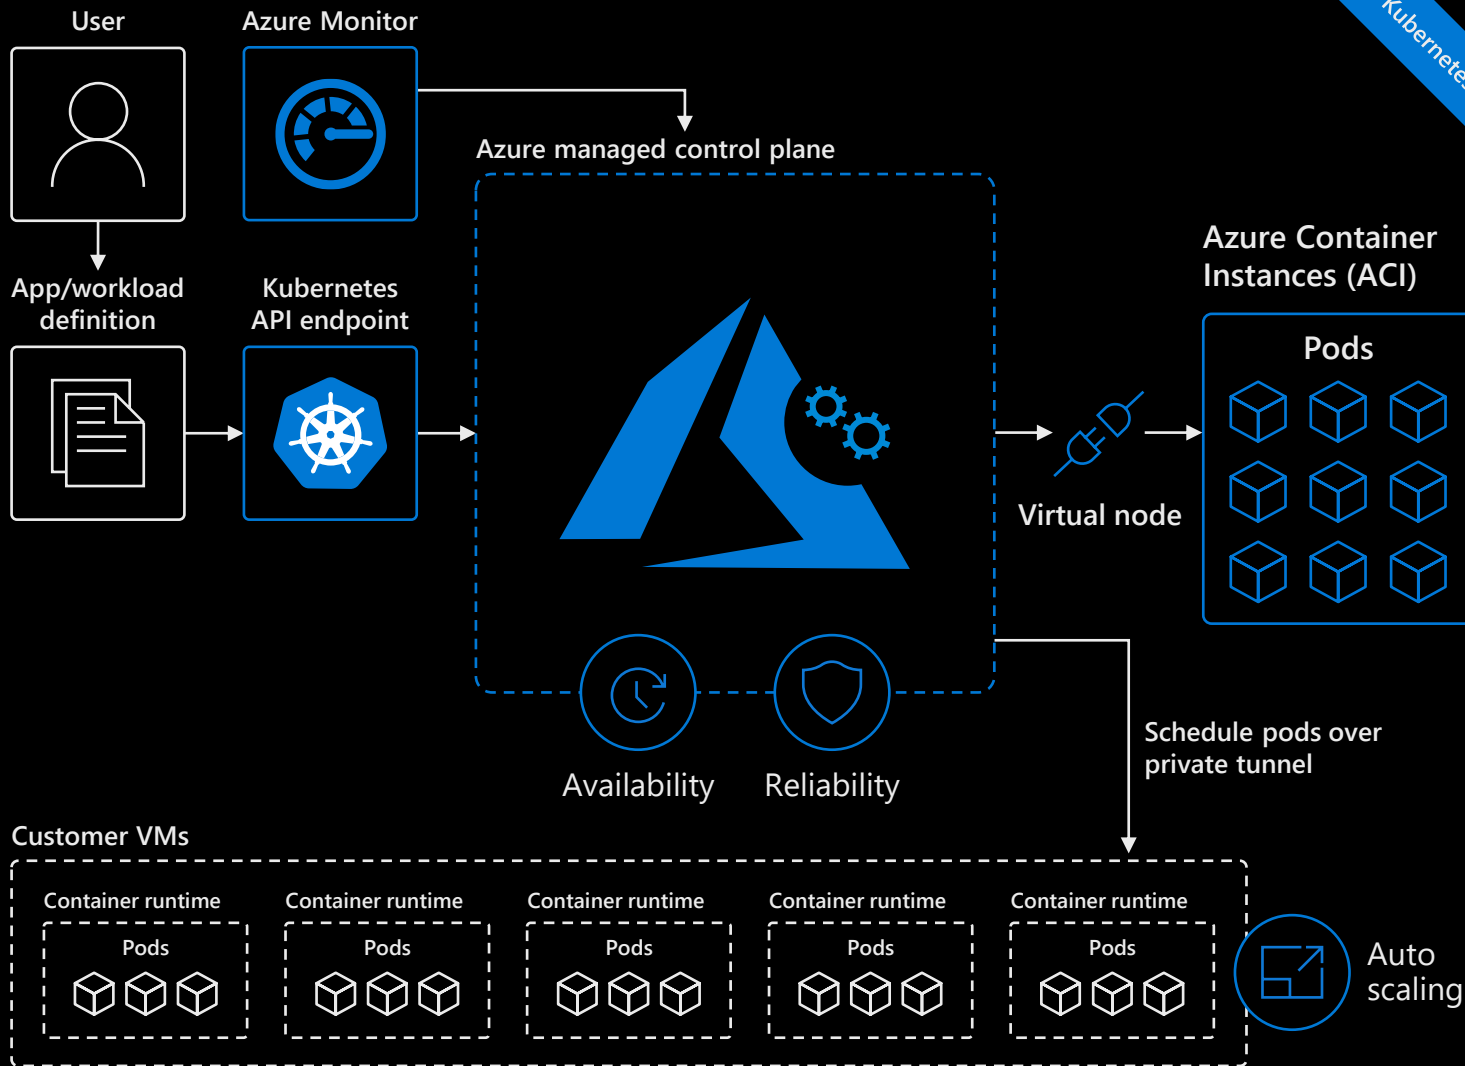 User
Azure Monitor
Kubernetes
Azure managed control plane
App/workload
definition
Kubernetes
API endpoint
Azure Container
Instances (ACI)
Pods
Virtual node
Availability
Reliability
Schedule pods over
private tunnel
Customer VMs
Container runtime
Pods
Container runtime
Pods
Container runtime
Pods
Container runtime
Pods
Container runtime
Pods
Auto
scaling